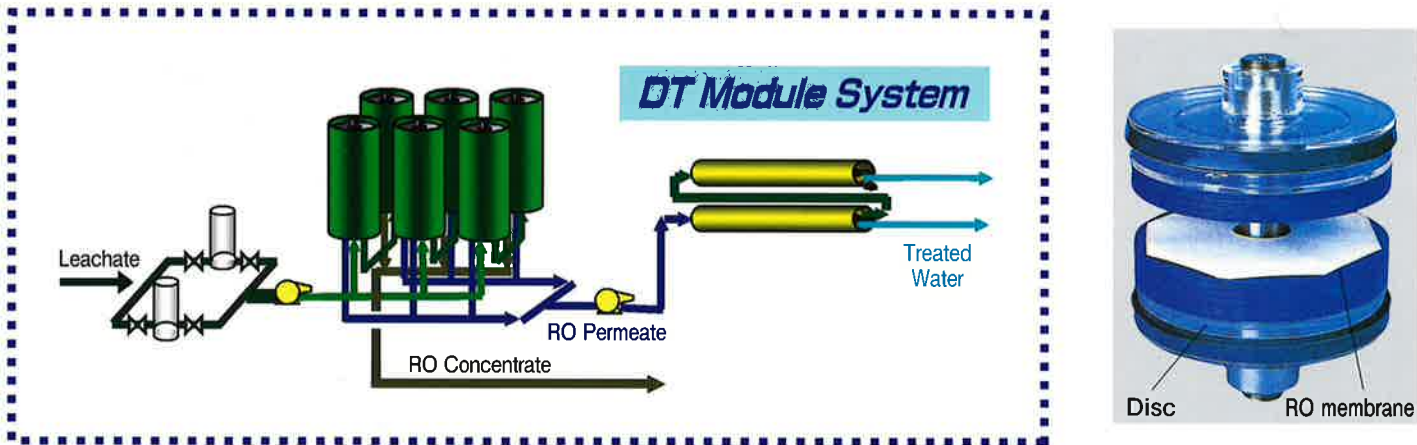 DT Module System
Leachate
Treated
Water
RO Permeate
RO Concentrate
Disc
RO membrane